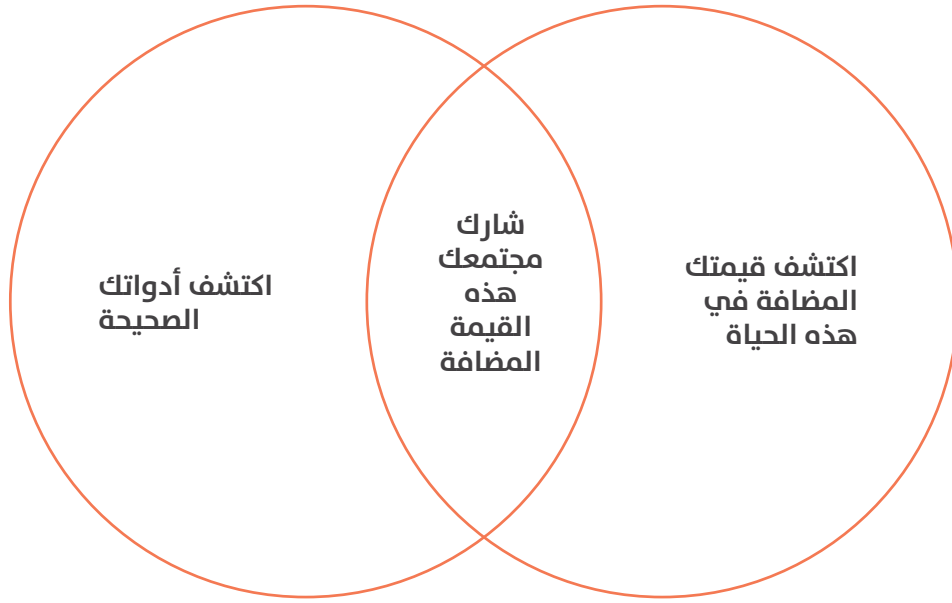 اكتشف قيمتك
المضافة في
هذه الحياة
شارك
مجتمعك
هذه
القيمة
المضافة
اكتشف أدواتك
الصحيحة